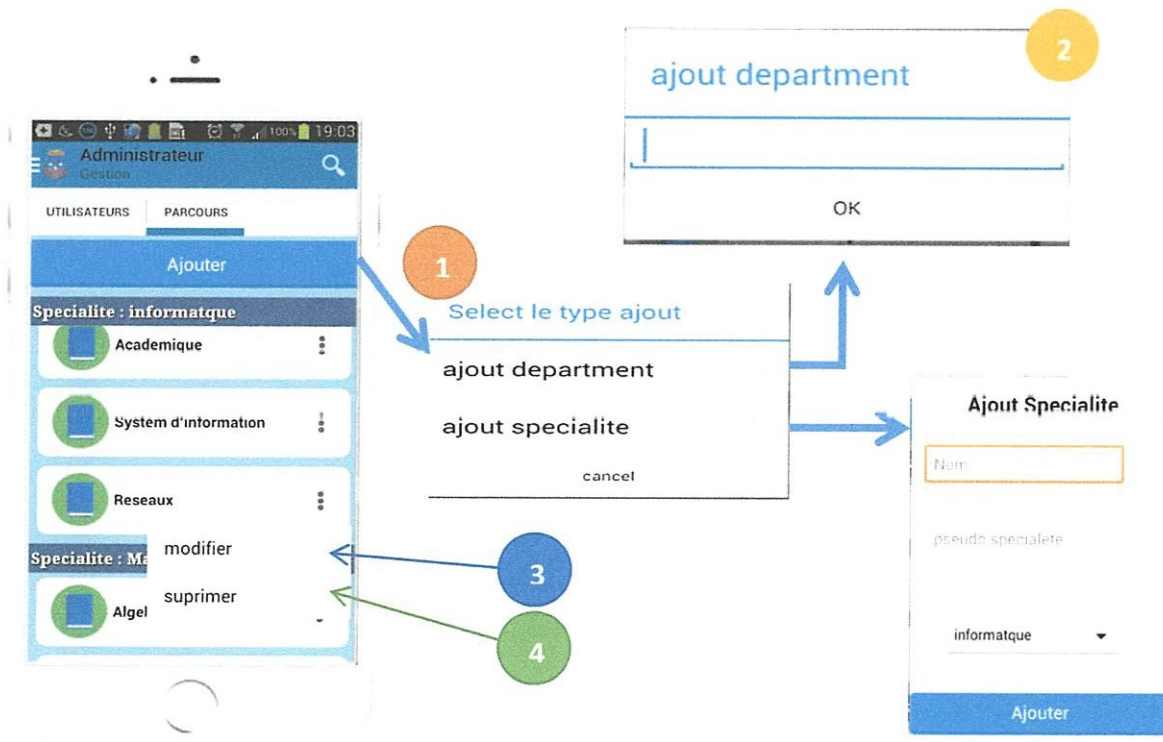 100% 19:03
Administrateur
Gestion
UTILISATEURS PARCOURS
Ajouter
Specialite : informatque
Academique
System d'information
Reseaux
modifier
Specialite : Ma
suprimer
Algel
1
Select le type ajout
ajout department
ajout specialite
cancel
2
ajout department
OK
3
4
Ajout Specialite
Nom
pseudo specialete
informatque
Ajouter